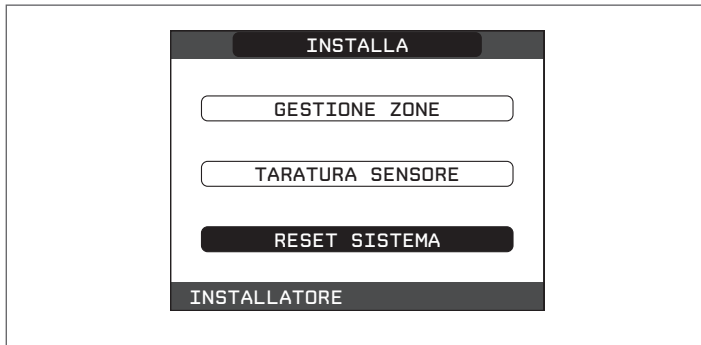 INSTALLA
GESTIONE ZONE
TARATURA SENSORE
RESET SISTEMA
INSTALLATORE